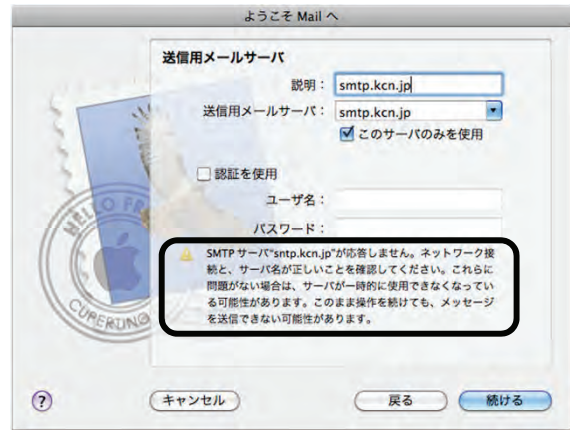 ようこそ Mail へ
送信用メールサーバ
説明： smtp.kcn.jp
送信用メールサーバ： smtp.kcn.jp
このサーバのみを使用
認証を使用
ユーザ名：
パスワード：
SMTP サーバ"sntp.kcn.jp"が応答しません。ネットワーク接
続と、サーバ名が正しいことを確認してください。これらに
問題がない場合は、サーバが一時的に使用できなくなってい
る可能性があります。このまま操作を続けても、メッセージ
を送信できない可能性があります。
HELLO FR
CUPERTINO
?
キャンセル
戻る
続ける